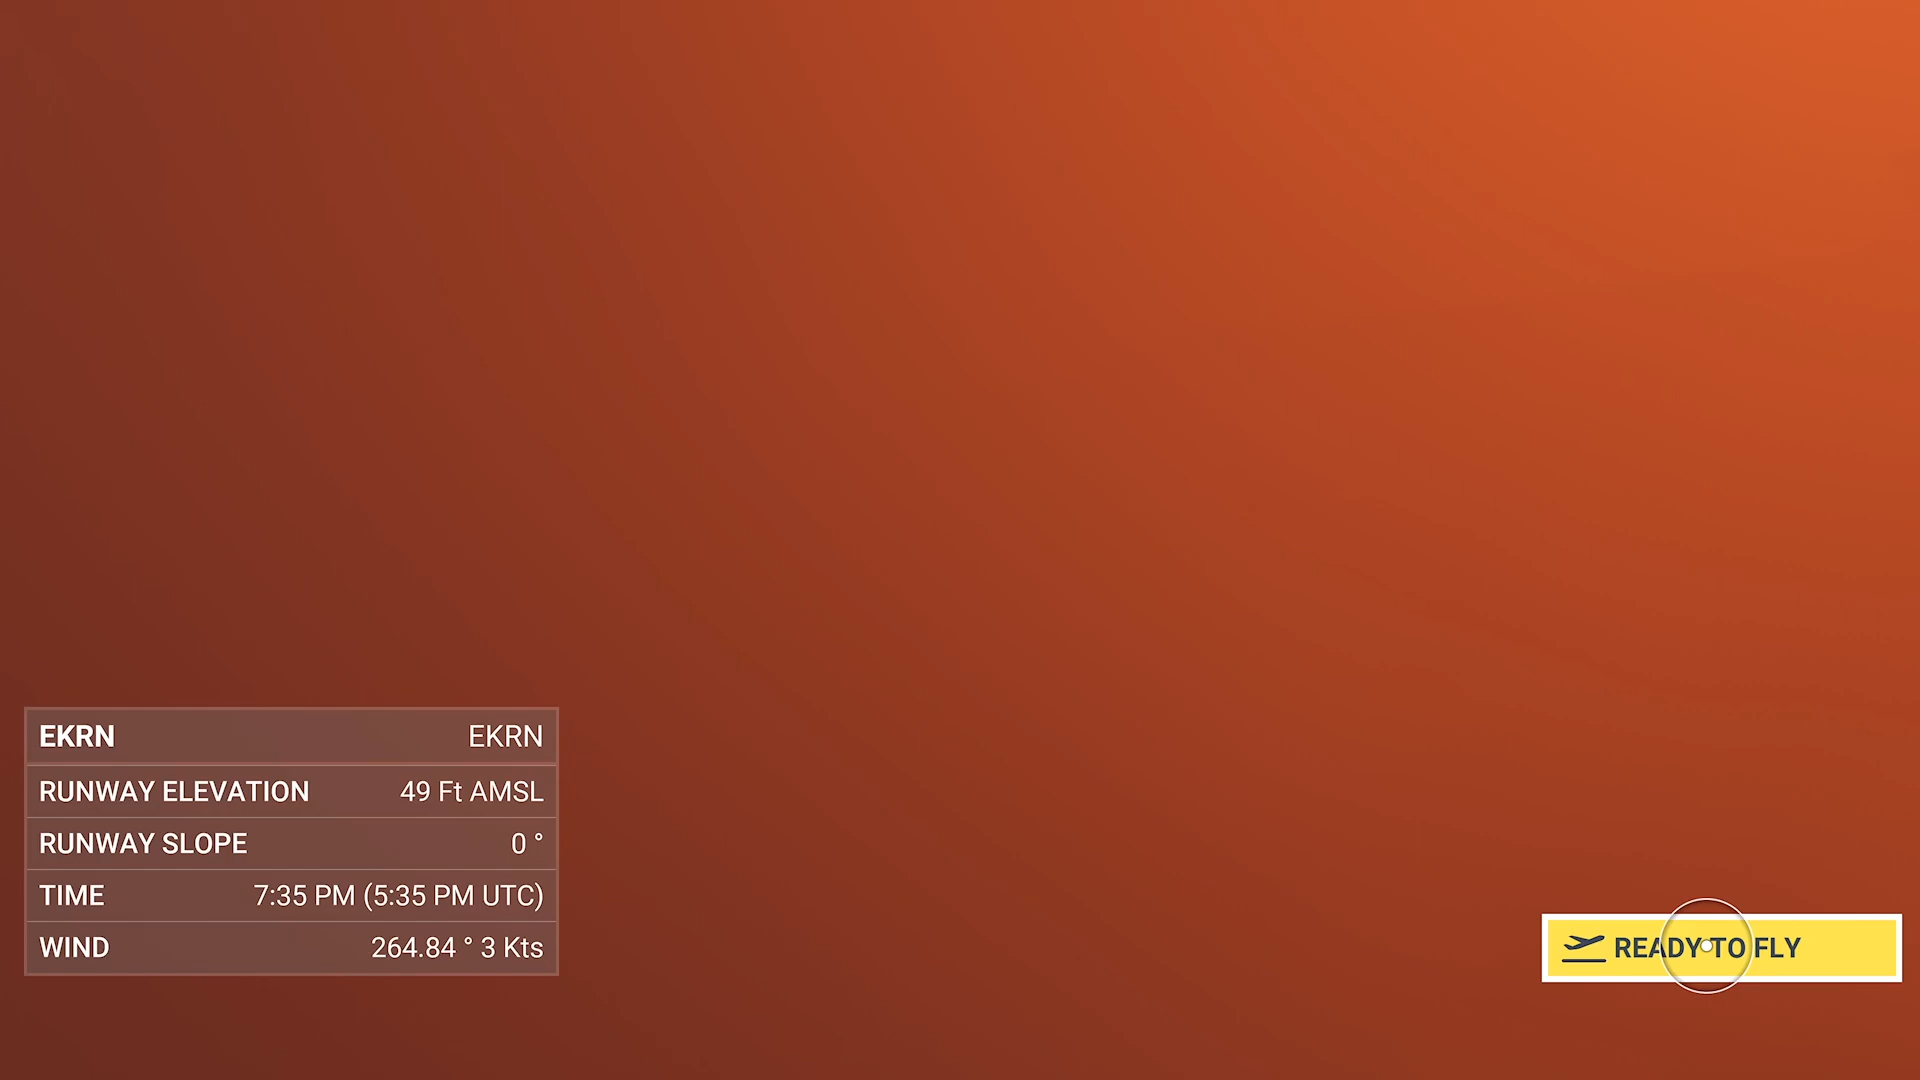 EKRN EKRN
RUNWAY ELEVATION 49 Ft AMSL
RUNWAY SLOPE 0 °
TIME 7:35 PM (5:35 PM UTC)
WIND 264.84 ° 3 Kts
READY TO FLY